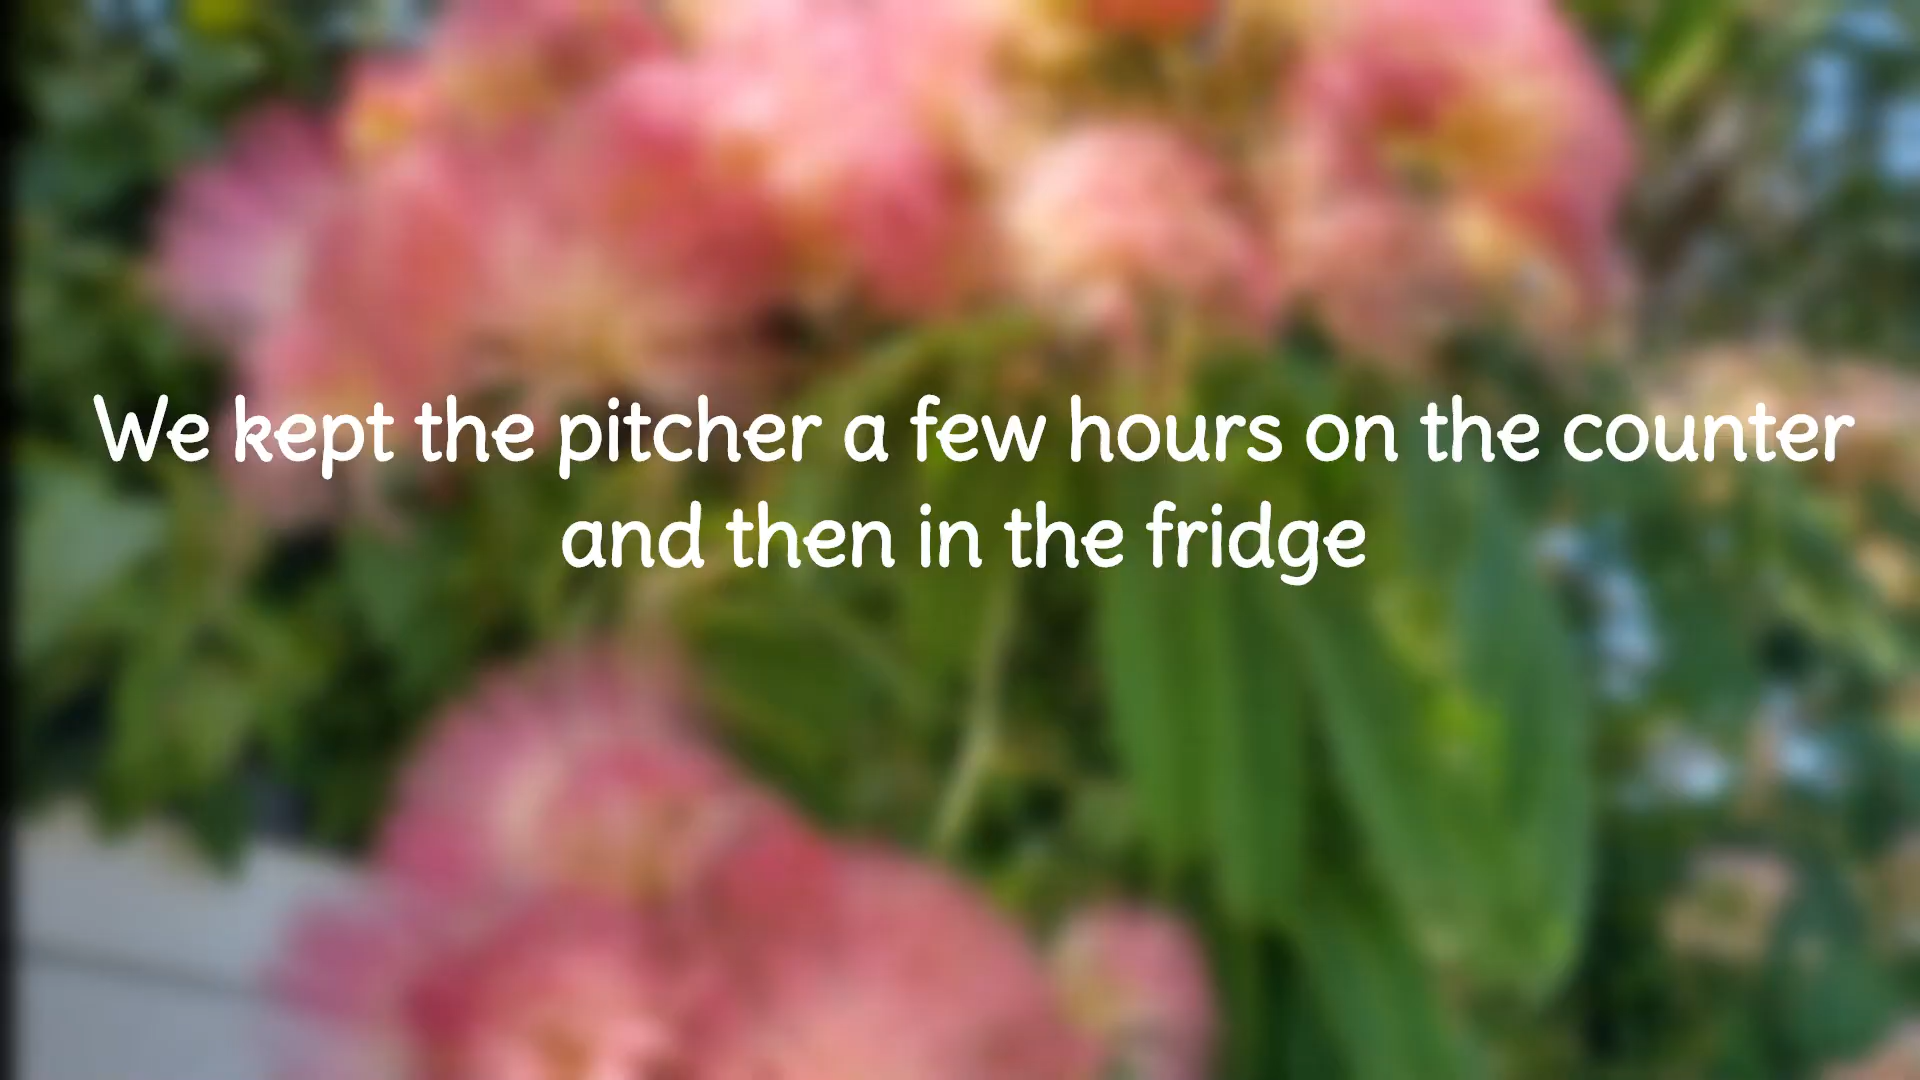 We kept the pitcher a few hours on the counter
and then in the fridge